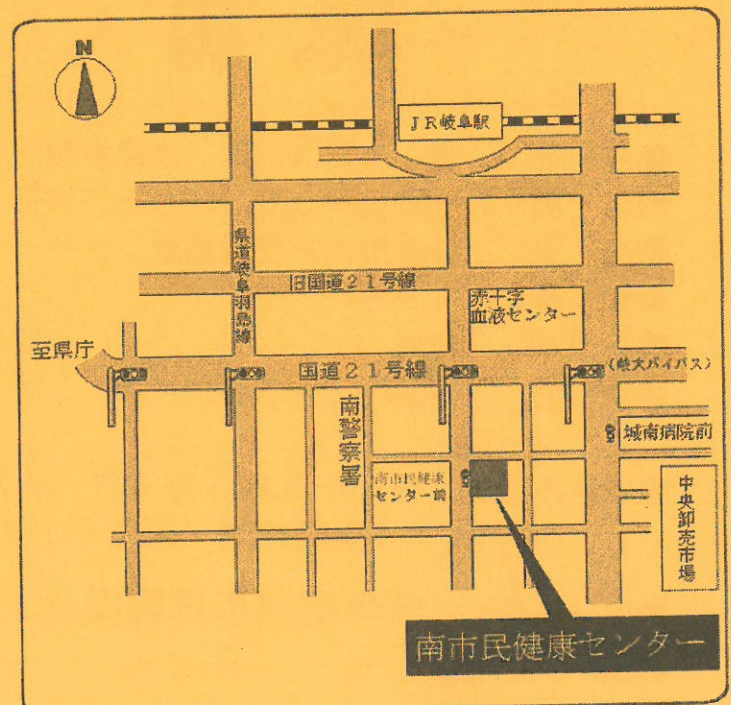 N
JR岐阜駅
県道岐阜羽島線
旧国道21号線
赤十字
血液センター
至県庁
国道21号線
(岐大バイパス)
南警察署
城南病院前
南市民健康
センター前
中央卸売市場
南市民健康センター